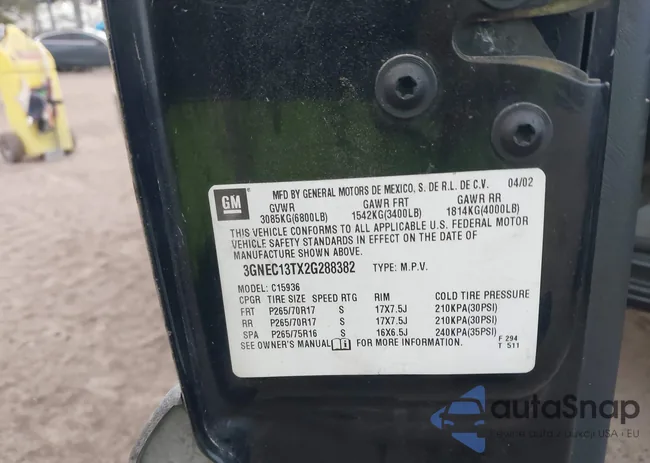 GM MFD BY GENERAL MOTORS DE MEXICO, S. DE R.L. DE C.V. 04/02
GVWR GAWR FRT GAWR RR
3085KG(6800LB) 1542KG(3400LB) 1814KG(4000LB)
THIS VEHICLE CONFORMS TO ALL APPLICABLE U.S. FEDERAL MOTOR
VEHICLE SAFETY STANDARDS IN EFFECT ON THE DATE OF
MANUFACTURE SHOWN ABOVE.
3GNEC13TX2G288382 TYPE: M.P.V.
MODEL: C15936
CPGR TIRE SIZE SPEED RTG RIM COLD TIRE PRESSURE
FRT P265/70R17 S 17X7.5J 210KPA(30PSI)
RR P265/70R17 S 17X7.5J 210KPA(30PSI)
SPA P265/75R16 S 16X6.5J 240KPA(35PSI)
SEE OWNER'S MANUAL FOR MORE INFORMATION.
F 294
T 511
autoSnap
USA - EU